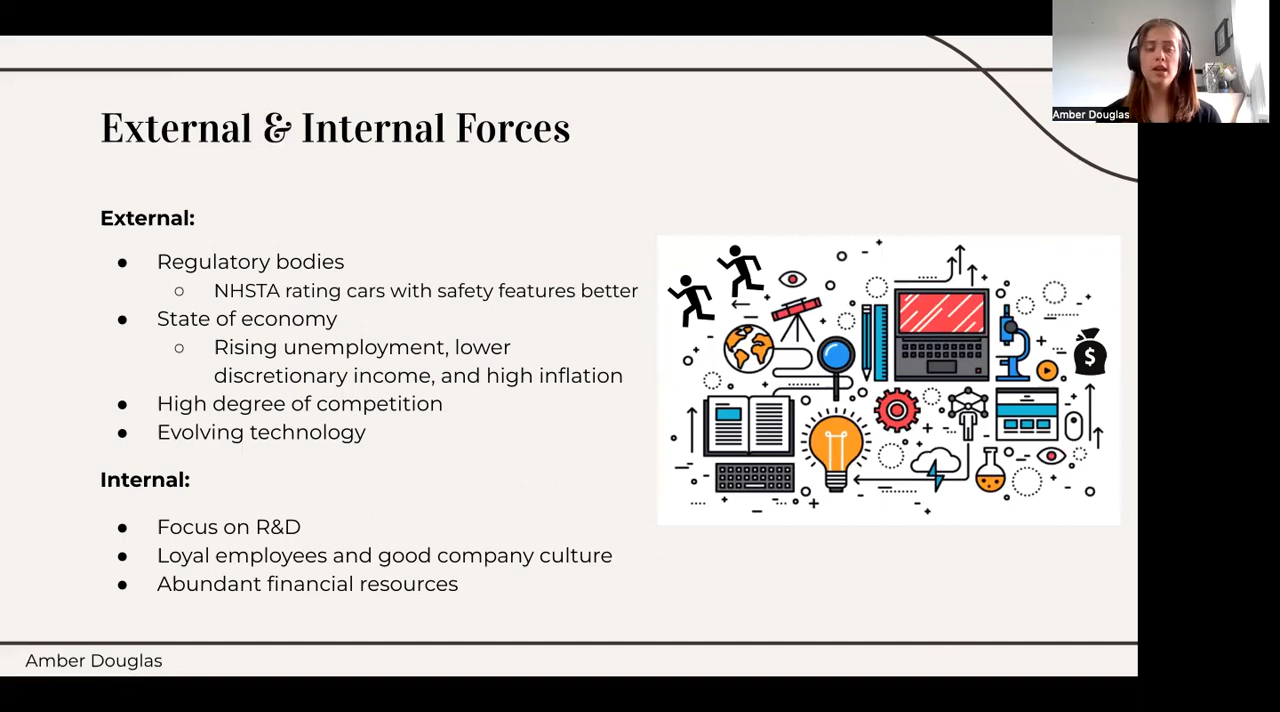 Amber Douglas
External & Internal Forces
External:
● Regulatory bodies
○ NHSTA rating cars with safety features better
● State of economy
○ Rising unemployment, lower
discretionary income, and high inflation
● High degree of competition
● Evolving technology
Internal:
● Focus on R&D
● Loyal employees and good company culture
● Abundant financial resources
$
Amber Douglas